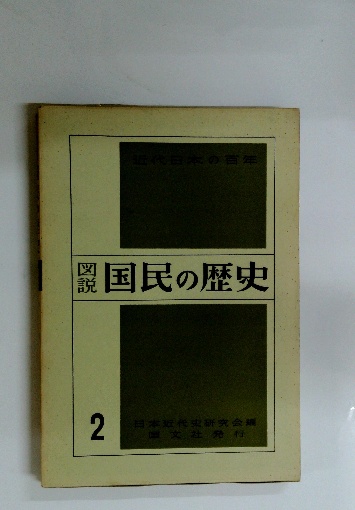 近代日本の百年
図説 国民の歴史
2
日本近代史研究会編
国文社発行